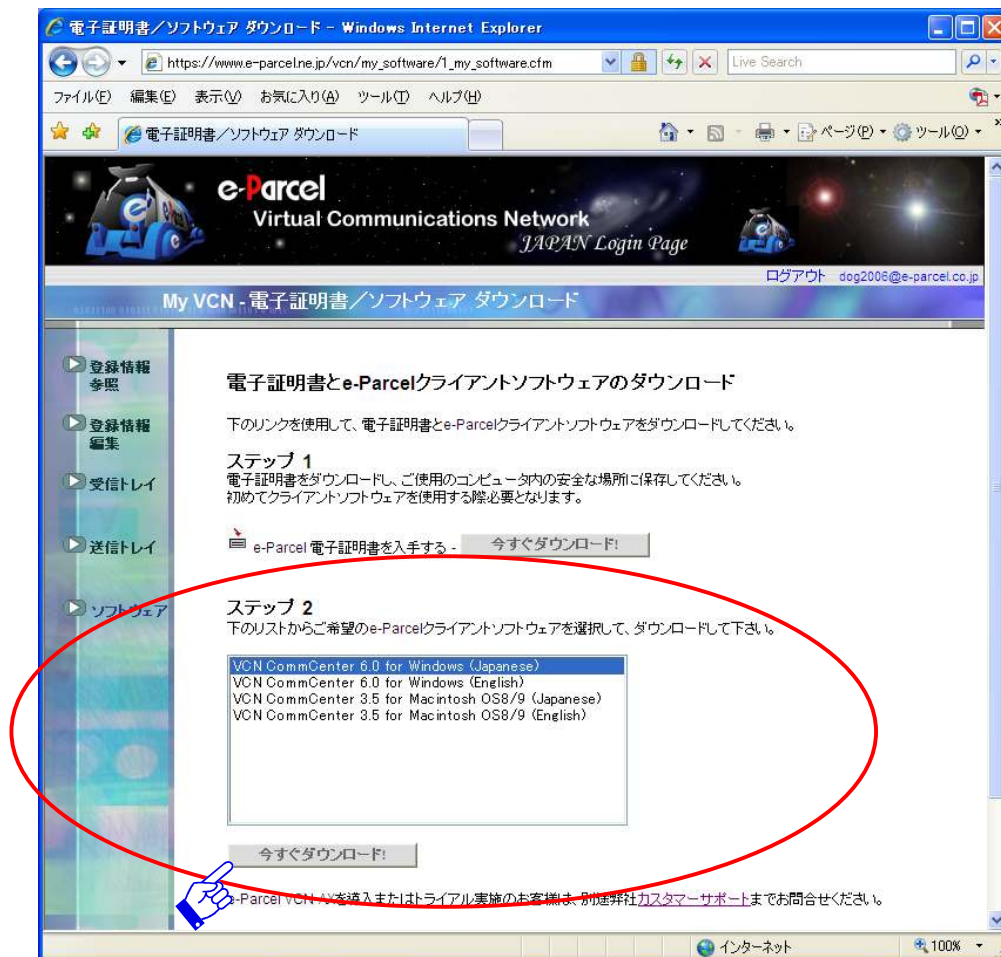 電子証明書／ソフトウェア ダウンロード - Windows Internet Explorer
https://www.e-parcel.ne.jp/vcn/my_software/1_my_software.cfm
Live Search
ファイル(F) 編集(E) 表示(V) お気に入り(A) ツール(T) ヘルプ(H)
電子証明書／ソフトウェア ダウンロード
ページ(P) ツール(O)
e-Parcel
Virtual Communications Network
JAPAN Login Page
ログアウト dog2006@e-parcel.co.jp
My VCN - 電子証明書／ソフトウェア ダウンロード
登録情報
参照
登録情報
編集
受信トレイ
送信トレイ
ソフトウェア
電子証明書とe-Parcelクライアントソフトウェアのダウンロード
下のリンクを使用して、電子証明書とe-Parcelクライアントソフトウェアをダウンロードしてください。
ステップ 1
電子証明書をダウンロードし、ご使用のコンピュータ内の安全な場所に保存してください。
初めてクライアントソフトウェアを使用する際必要となります。
e-Parcel 電子証明書を入手する - 今すぐダウンロード!
ステップ 2
下のリストからご希望のe-Parcelクライアントソフトウェアを選択して、ダウンロードして下さい。
VCN CommCenter 6.0 for Windows (Japanese)
VCN CommCenter 6.0 for Windows (English)
VCN CommCenter 3.5 for Macintosh OS8/9 (Japanese)
VCN CommCenter 3.5 for Macintosh OS8/9 (English)
今すぐダウンロード!
e-Parcel VCN-AXを導入またはトライアル実施のお客様は、別途弊社カスタマーサポートまでお問合せください。
インターネット 100%